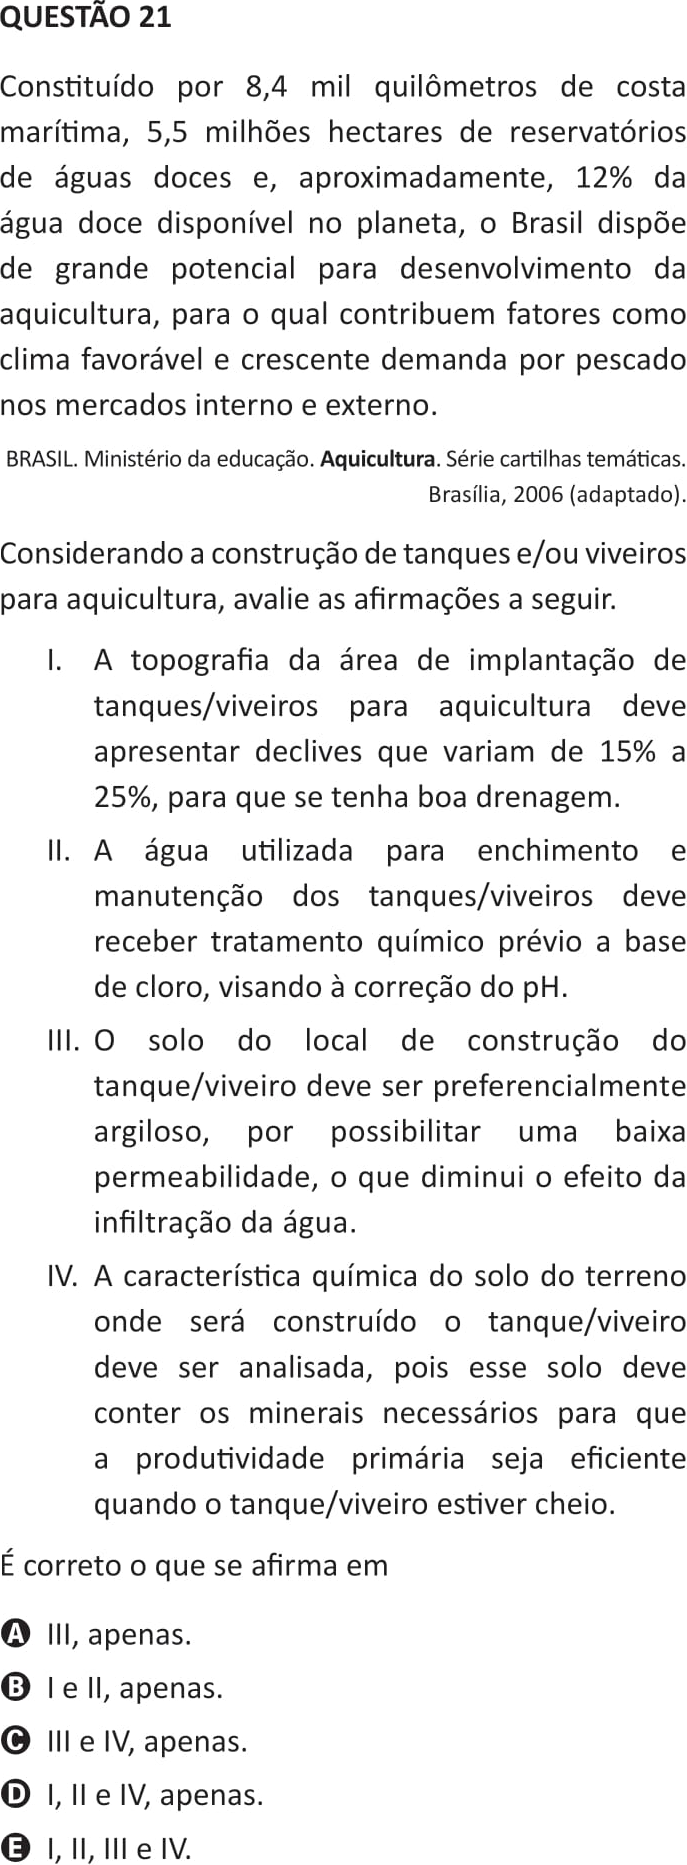 QUESTÃO 21
Constituído por 8,4 mil quilômetros de costa
marítima, 5,5 milhões hectares de reservatórios
de águas doces e, aproximadamente, 12% da
água doce disponível no planeta, o Brasil dispõe
de grande potencial para desenvolvimento da
aquicultura, para o qual contribuem fatores como
clima favorável e crescente demanda por pescado
nos mercados interno e externo.
BRASIL. Ministério da educação. Aquicultura. Série cartilhas temáticas.
Brasília, 2006 (adaptado).
Considerando a construção de tanques e/ou viveiros
para aquicultura, avalie as afirmações a seguir.
I. A topografia da área de implantação de
tanques/viveiros para aquicultura deve
apresentar declives que variam de 15% a
25%, para que se tenha boa drenagem.
II. A água utilizada para enchimento e
manutenção dos tanques/viveiros deve
receber tratamento químico prévio a base
de cloro, visando à correção do pH.
III. O solo do local de construção do
tanque/viveiro deve ser preferencialmente
argiloso, por possibilitar uma baixa
permeabilidade, o que diminui o efeito da
infiltração da água.
IV. A característica química do solo do terreno
onde será construído o tanque/viveiro
deve ser analisada, pois esse solo deve
conter os minerais necessários para que
a produtividade primária seja eficiente
quando o tanque/viveiro estiver cheio.
É correto o que se afirma em
A III, apenas.
B I e II, apenas.
C III e IV, apenas.
D I, II e IV, apenas.
E I, II, III e IV.